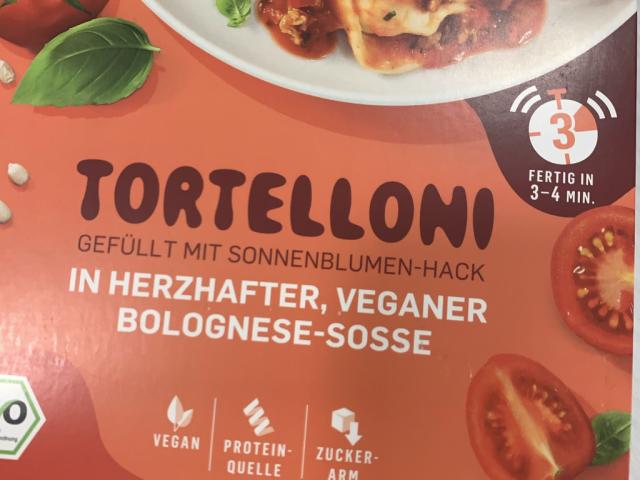 3
FERTIG IN
3–4 MIN.
TORTELLONI
GEFÜLLT MIT SONNENBLUMEN-HACK
IN HERZHAFTER, VEGANER
BOLOGNESE-SOSSE
VEGAN
PROTEIN-
QUELLE
ZUCKER-
ARM